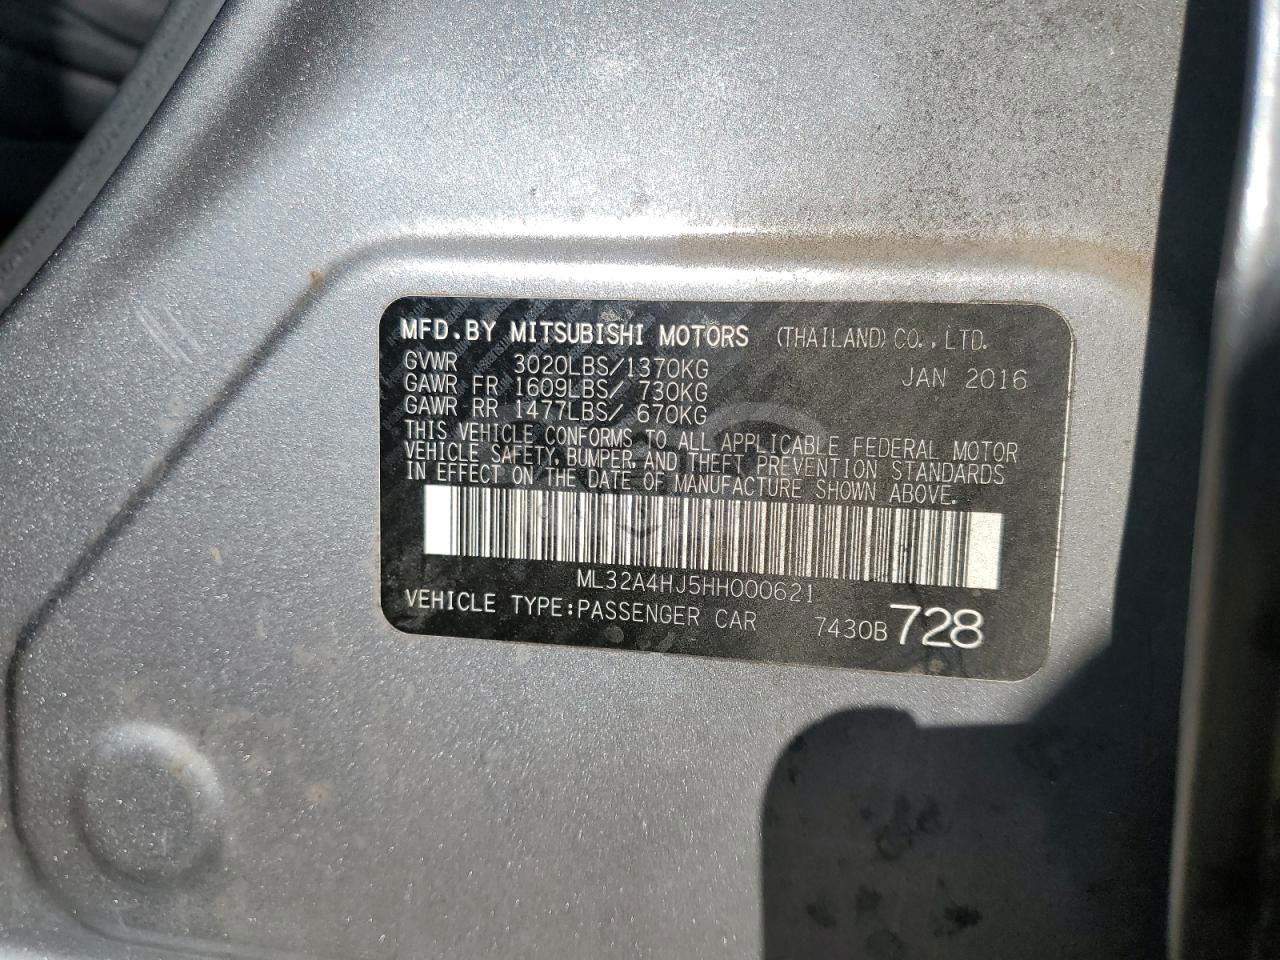 MFD.BY MITSUBISHI MOTORS (THAILAND) CO.,LTD.
GVWR 3020LBS/1370KG JAN 2016
GAWR FR 1609LBS/ 730KG
GAWR RR 1477LBS/ 670KG
THIS VEHICLE CONFORMS TO ALL APPLICABLE FEDERAL MOTOR
VEHICLE SAFETY, BUMPER, AND THEFT PREVENTION STANDARDS
IN EFFECT ON THE DATE OF MANUFACTURE SHOWN ABOVE.
ML32A4HJ5HH000621
VEHICLE TYPE:PASSENGER CAR 7430B 728